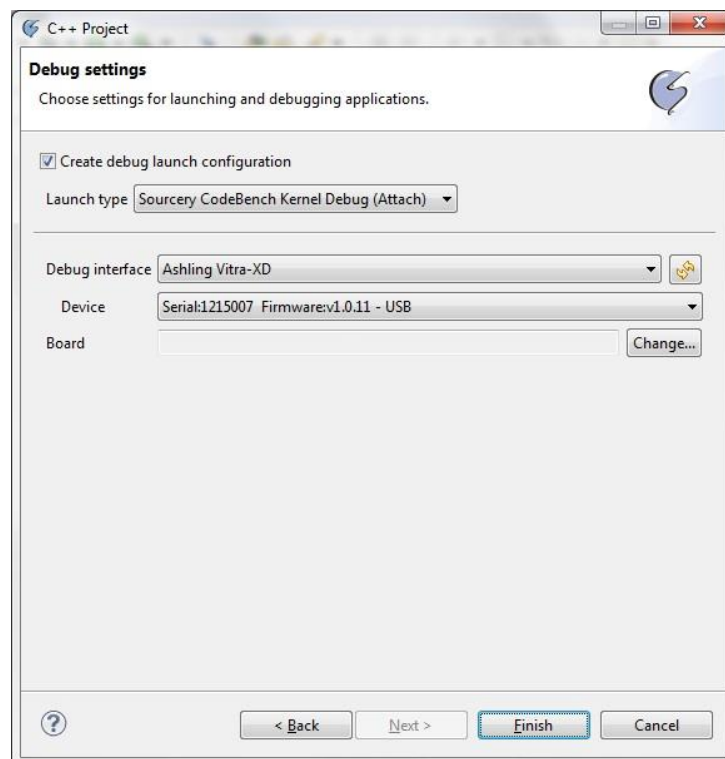 C++ Project
Debug settings
Choose settings for launching and debugging applications.
Create debug launch configuration
Launch type Sourcery CodeBench Kernel Debug (Attach)
Debug interface Ashling Vitra-XD
Device Serial:1215007 Firmware:v1.0.11 - USB
Board Change...
? < Back Next > Finish Cancel